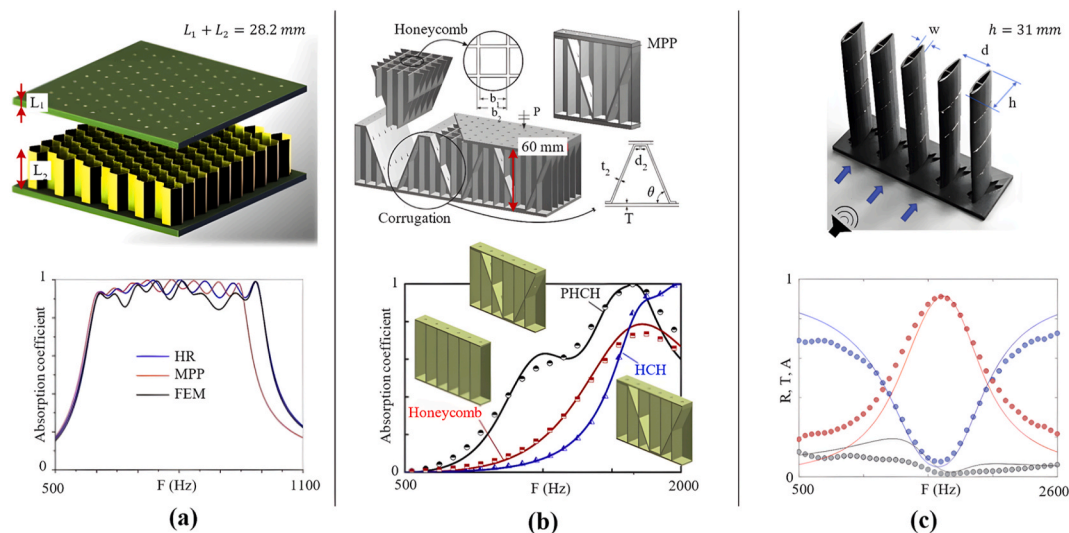 L₁ + L₂ = 28.2 mm
L₁
L₂
1
Absorption coefficient
HR
MPP
FEM
0
500
F (Hz)
1100
(a)
Honeycomb
MPP
b₁
b₂
P
60 mm
t₂
d₂
θ
T
Corrugation
1
Absorption coefficient
PHCH
HCH
Honeycomb
0
500
F (Hz)
2000
(b)
h = 31 mm
w
d
h
1
R, T, A
0
500
F (Hz)
2600
(c)